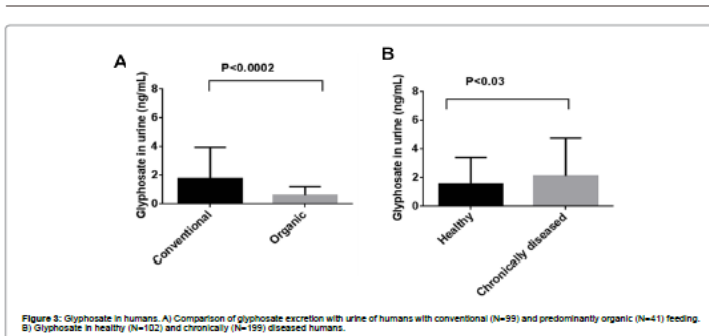 A
P<0.0002
Glyphosate in urine (ng/mL)
8
6
4
2
0
Conventional
Organic
B
P<0.03
Glyphosate in urine (ng/mL)
8
6
4
2
0
Healthy
Chronically diseased
Figure 3: Glyphosate in humans. A) Comparison of glyphosate excretion with urine of humans with conventional (N=99) and predominantly organic (N=41) feeding.
B) Glyphosate in healthy (N=102) and chronically (N=199) diseased humans.